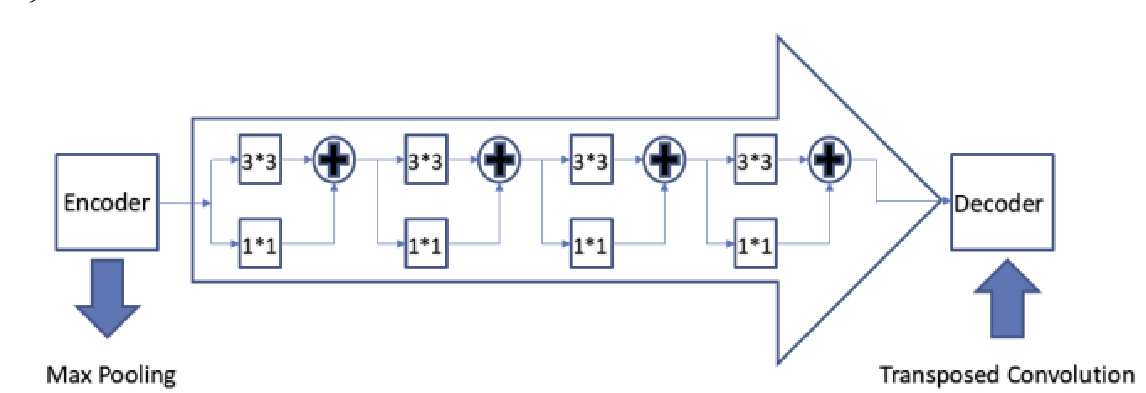 3*3 3*3 3*3 3*3
Encoder Decoder
1*1 1*1 1*1 1*1
Max Pooling Transposed Convolution